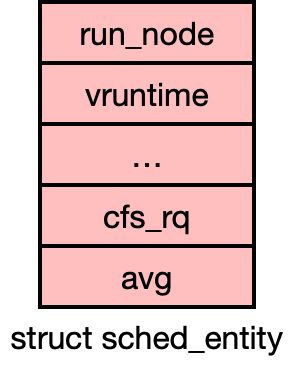 run_node
vruntime
...
cfs_rq
avg
struct sched_entity